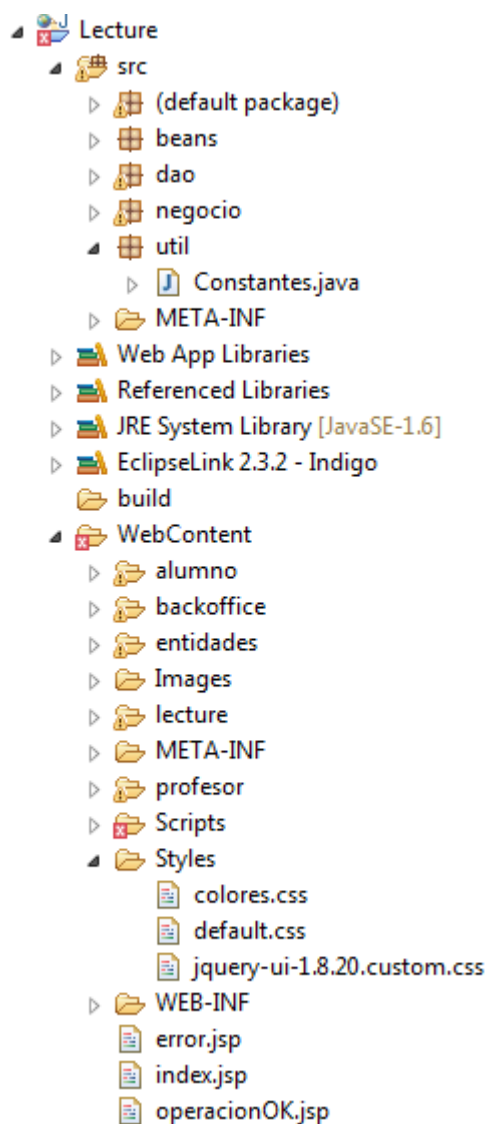 Lecture
src
(default package)
beans
dao
negocio
util
Constantes.java
META-INF
Web App Libraries
Referenced Libraries
JRE System Library [JavaSE-1.6]
EclipseLink 2.3.2 - Indigo
build
WebContent
alumno
backoffice
entidades
Images
lecture
META-INF
profesor
Scripts
Styles
colores.css
default.css
jquery-ui-1.8.20.custom.css
WEB-INF
error.jsp
index.jsp
operacionOK.jsp